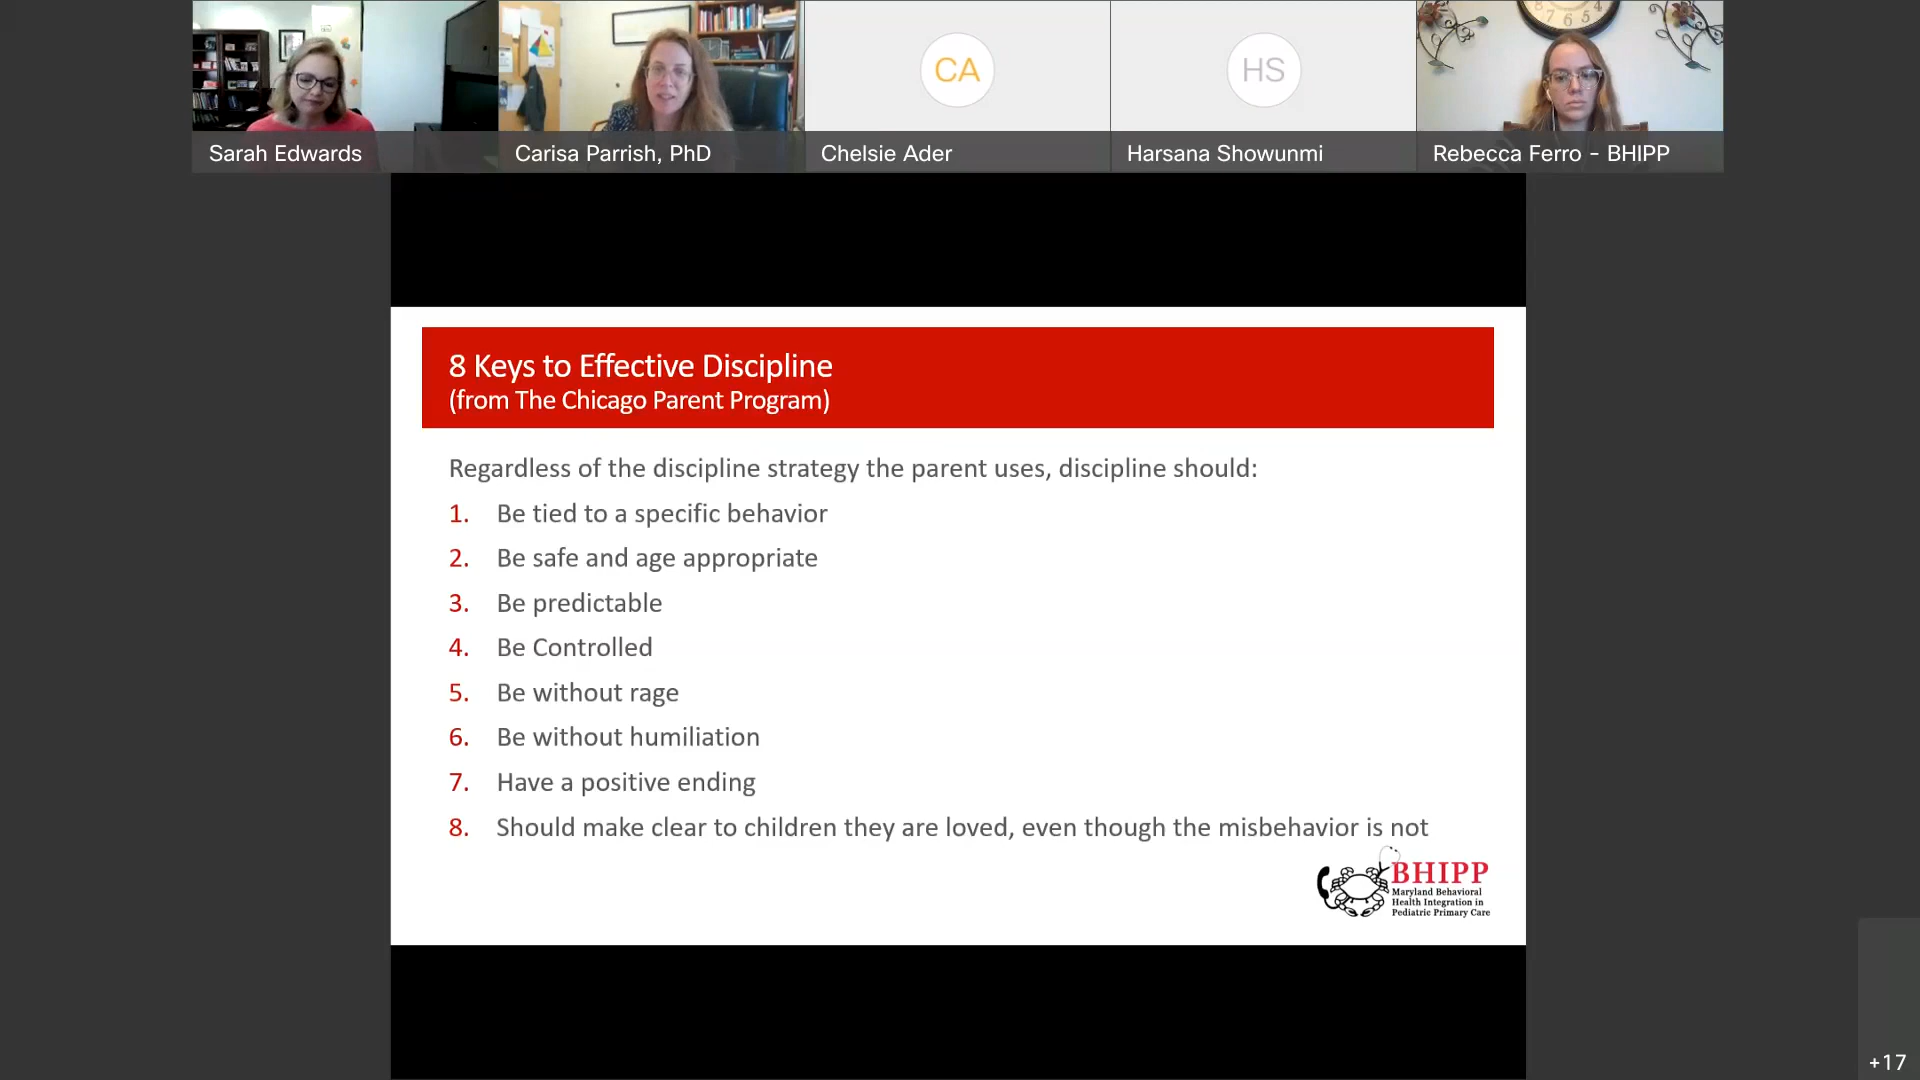 Sarah Edwards
Carisa Parrish, PhD
CA
Chelsie Ader
HS
Harsana Showunmi
Rebecca Ferro - BHIPP
8 Keys to Effective Discipline
(from The Chicago Parent Program)
Regardless of the discipline strategy the parent uses, discipline should:
1. Be tied to a specific behavior
2. Be safe and age appropriate
3. Be predictable
4. Be Controlled
5. Be without rage
6. Be without humiliation
7. Have a positive ending
8. Should make clear to children they are loved, even though the misbehavior is not
BHIPP
Maryland Behavioral
Health Integration in
Pediatric Primary Care
+17